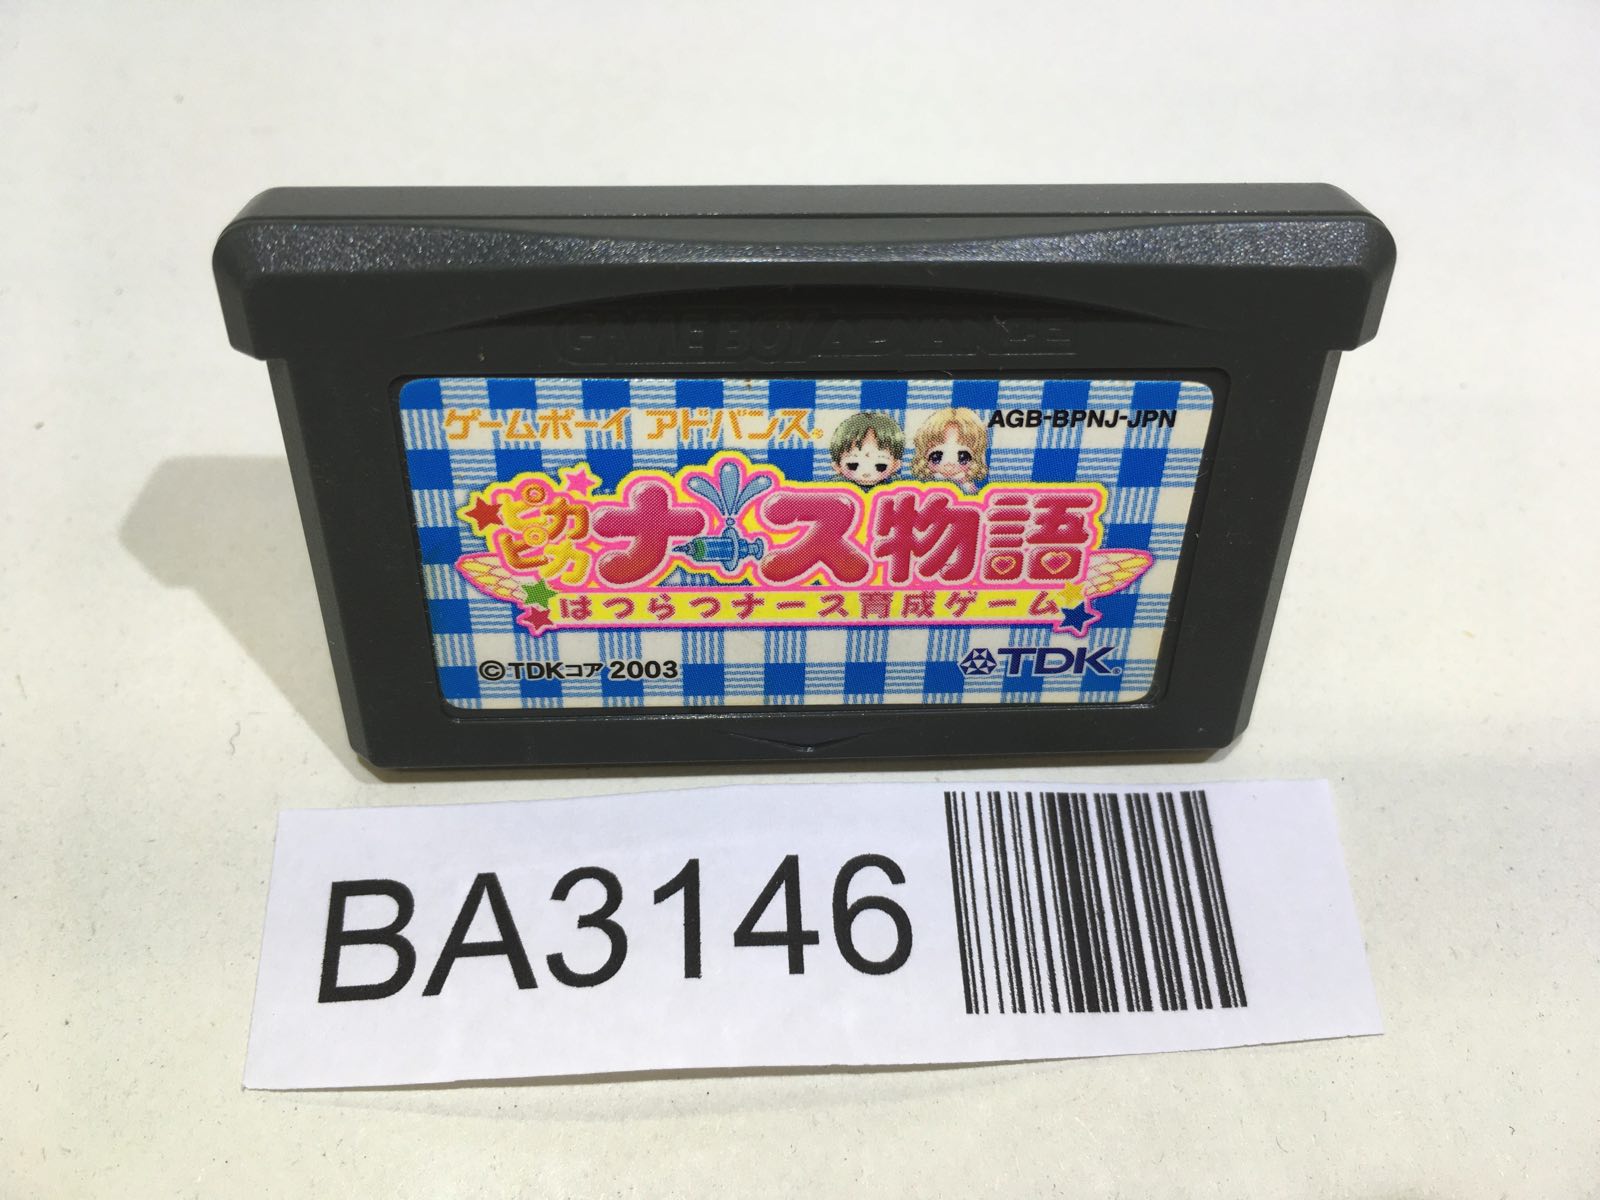 GAME BOY ADVANCE
ゲームボーイ アドバンス®
AGB-BPNJ-JPN
ピカピカ
ナース物語
はつらつナース育成ゲーム
©TDKコア 2003
TDK®
BA3146